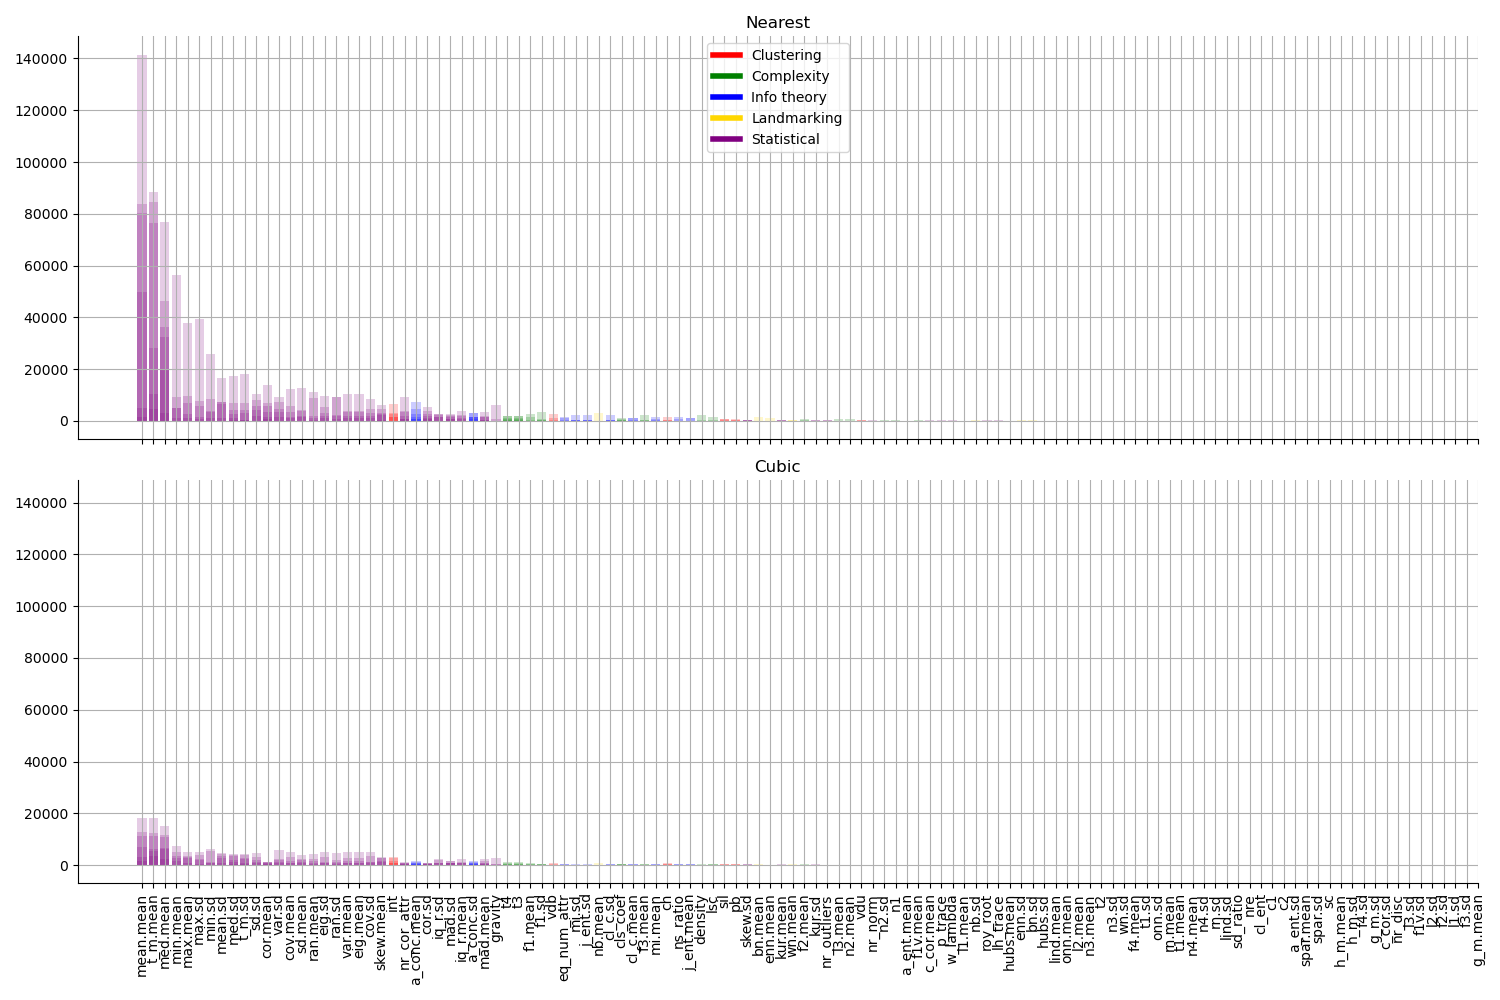 Nearest
Clustering
Complexity
Info theory
Landmarking
Statistical
140000
120000
100000
80000
60000
40000
20000
0
Cubic
140000
120000
100000
80000
60000
40000
20000
0
mean.mean
t_m.mean
med.mean
min.mean
max.mean
max.sd
min.sd
mean.sd
med.sd
t_m.sd
sd.sd
cor.mean
var.sd
cov.mean
sd.mean
ran.mean
eig.sd
ran.sd
var.mean
eig.mean
cov.sd
skew.mean
int
nr_cor_attr
a_conc.mean
cor.sd
iq_r.sd
mad.sd
iq_r.mean
a_conc.sd
mad.mean
gravity
t4
t3
f1.mean
f1.sd
vdb
eq_num_attr
mi.sd
j_ent.sd
nb.mean
cl_c.sd
cls_coef
cl_c.mean
f3.mean
mi.mean
ch
ns_ratio
j_ent.mean
density
lsc
sil
pb
skew.sd
bn.mean
enn.mean
kur.mean
wn.mean
f2.mean
kur.sd
nr_outliers
l3.mean
n2.mean
vdu
nr_norm
n2.sd
n1
a_ent.mean
f1v.mean
c_cor.mean
p_trace
w_lambda
l1.mean
nb.sd
roy_root
lh_trace
hubs.mean
enn.sd
bn.sd
hubs.sd
lind.mean
onn.mean
l2.mean
n3.mean
t2
n3.sd
wn.sd
f4.mean
t1.sd
onn.sd
m.mean
t1.mean
n4.mean
n4.sd
m.sd
lind.sd
sd_ratio
nre
cl_ent
c1
c2
a_ent.sd
spar.mean
spar.sd
sc
h_m.mean
h_m.sd
f4.sd
g_m.sd
c_cor.sd
nr_disc
l3.sd
f1v.sd
l2.sd
f2.sd
l1.sd
f3.sd
g_m.mean